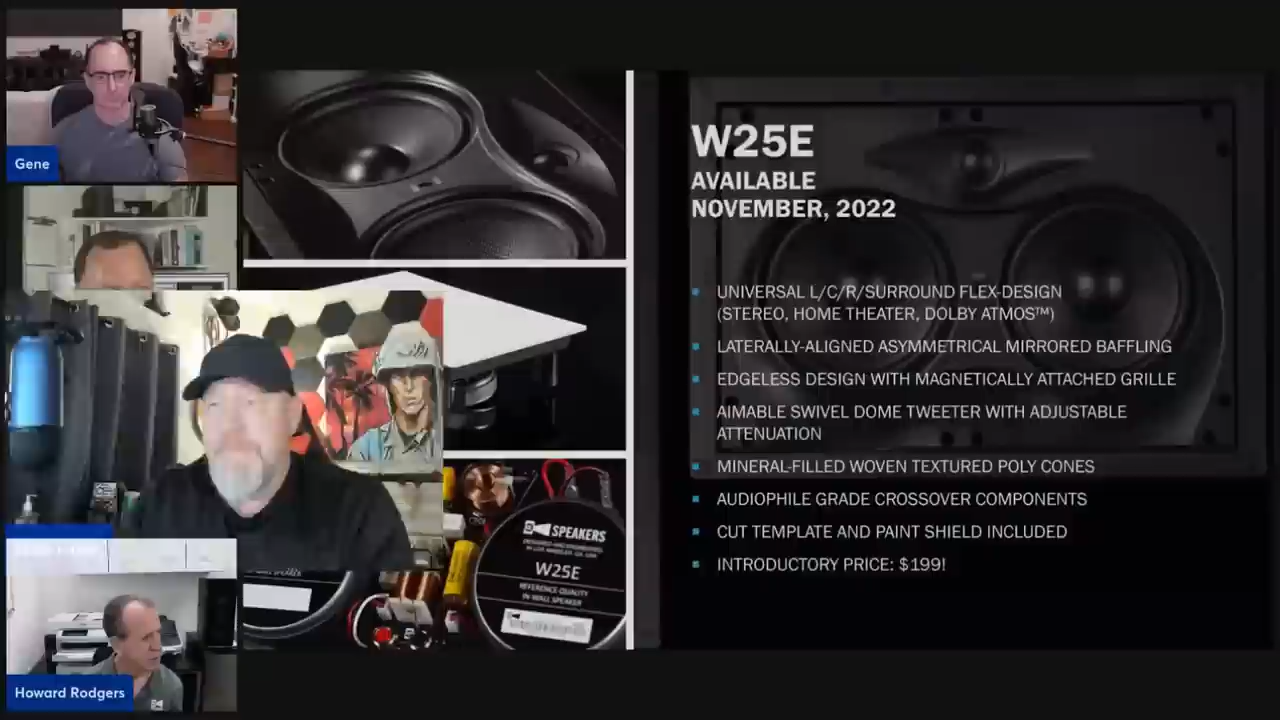 Gene
Howard Rodgers
SPEAKERS
W25E
REFERENCE-QUALITY
IN-WALL SPEAKER
W25E
AVAILABLE
NOVEMBER, 2022
UNIVERSAL L/C/R/SURROUND FLEX-DESIGN
(STEREO, HOME THEATER, DOLBY ATMOS™)
LATERALLY-ALIGNED ASYMMETRICAL MIRRORED BAFFLING
EDGELESS DESIGN WITH MAGNETICALLY ATTACHED GRILLE
AIMABLE SWIVEL DOME TWEETER WITH ADJUSTABLE
ATTENUATION
MINERAL-FILLED WOVEN TEXTURED POLY CONES
AUDIOPHILE GRADE CROSSOVER COMPONENTS
CUT TEMPLATE AND PAINT SHIELD INCLUDED
INTRODUCTORY PRICE: $199!